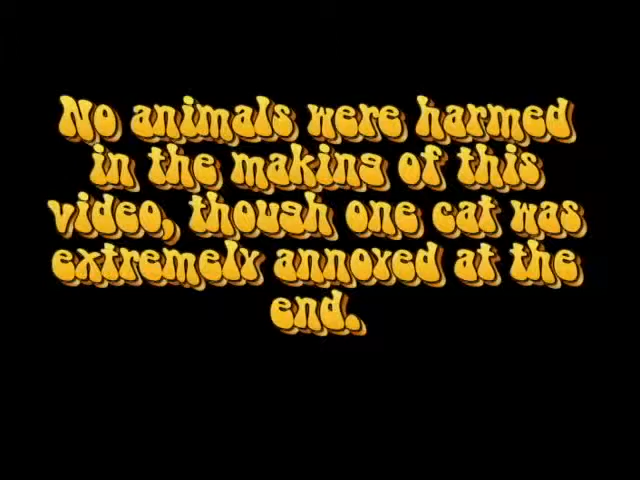 No animals were harmed
in the making of this
video, though one cat was
extremely annoyed at the
end.